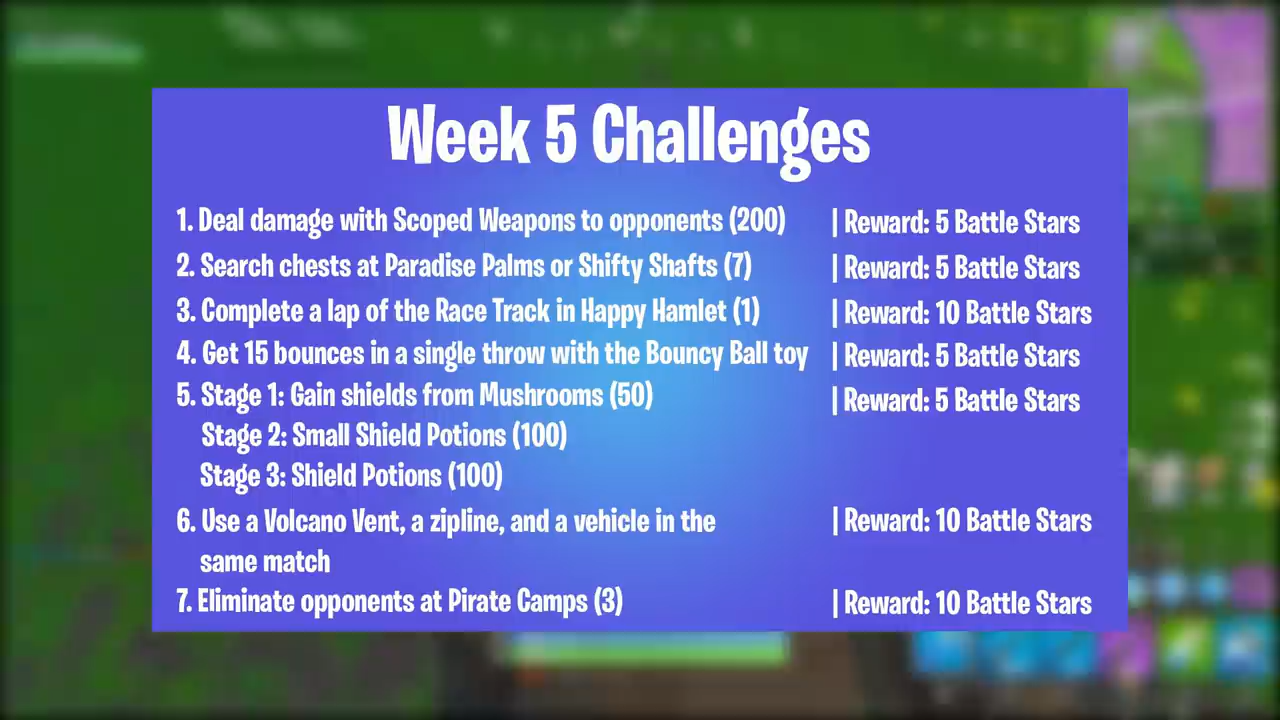 Week 5 Challenges
1. Deal damage with Scoped Weapons to opponents (200) | Reward: 5 Battle Stars
2. Search chests at Paradise Palms or Shifty Shafts (7) | Reward: 5 Battle Stars
3. Complete a lap of the Race Track in Happy Hamlet (1) | Reward: 10 Battle Stars
4. Get 15 bounces in a single throw with the Bouncy Ball toy | Reward: 5 Battle Stars
5. Stage 1: Gain shields from Mushrooms (50) | Reward: 5 Battle Stars
Stage 2: Small Shield Potions (100)
Stage 3: Shield Potions (100)
6. Use a Volcano Vent, a zipline, and a vehicle in the | Reward: 10 Battle Stars
same match
7. Eliminate opponents at Pirate Camps (3) | Reward: 10 Battle Stars